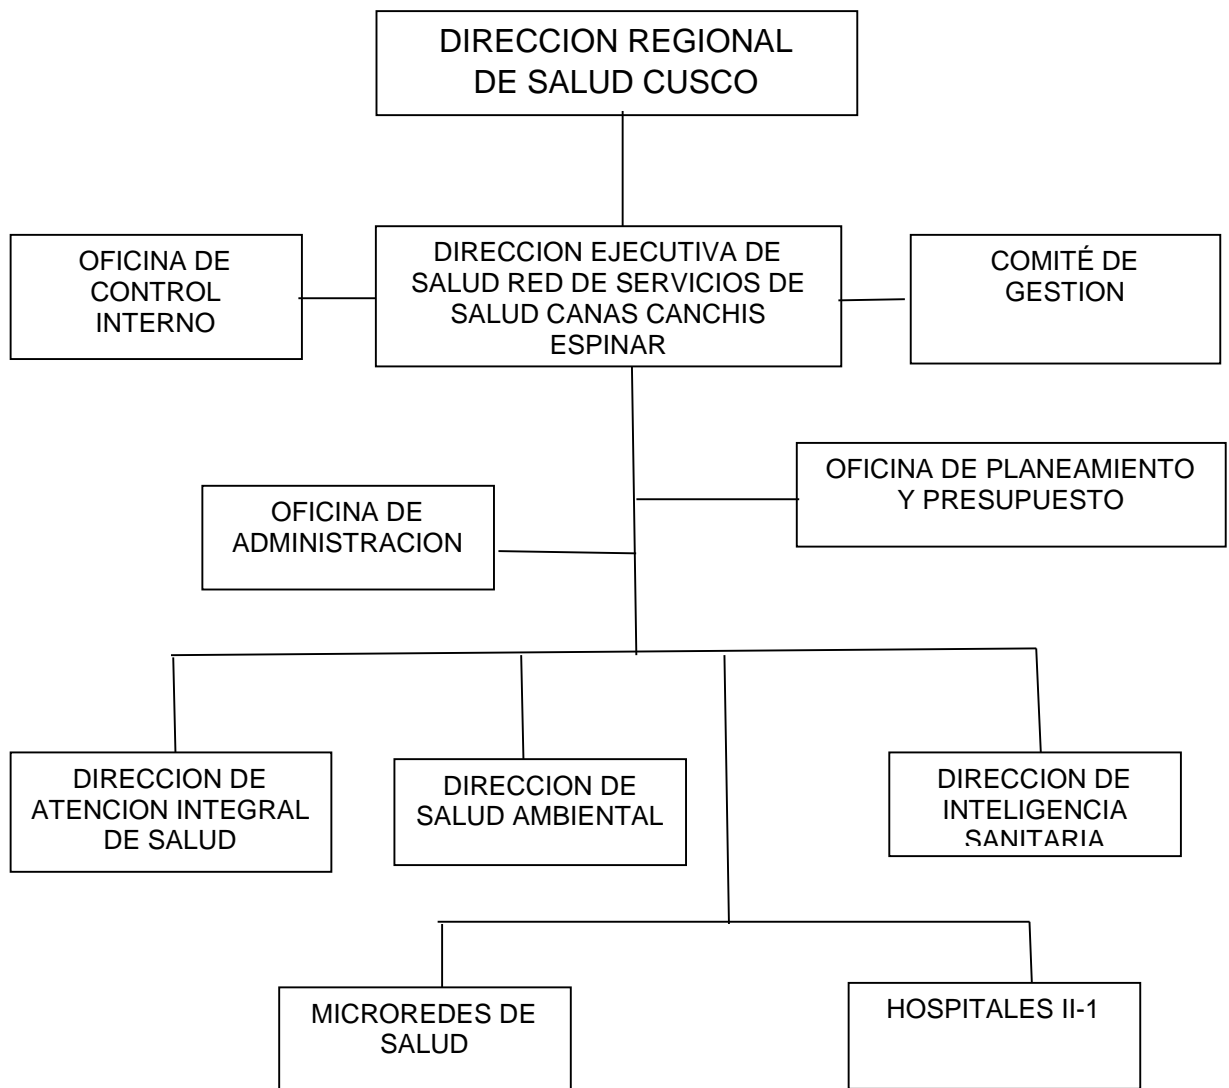 DIRECCION REGIONAL
DE SALUD CUSCO
OFICINA DE
CONTROL
INTERNO
DIRECCION EJECUTIVA DE
SALUD RED DE SERVICIOS DE
SALUD CANAS CANCHIS
ESPINAR
COMITÉ DE
GESTION
OFICINA DE PLANEAMIENTO
Y PRESUPUESTO
OFICINA DE
ADMINISTRACION
DIRECCION DE
ATENCION INTEGRAL
DE SALUD
DIRECCION DE
SALUD AMBIENTAL
DIRECCION DE
INTELIGENCIA
SANITARIA
MICROREDES DE
SALUD
HOSPITALES II-1